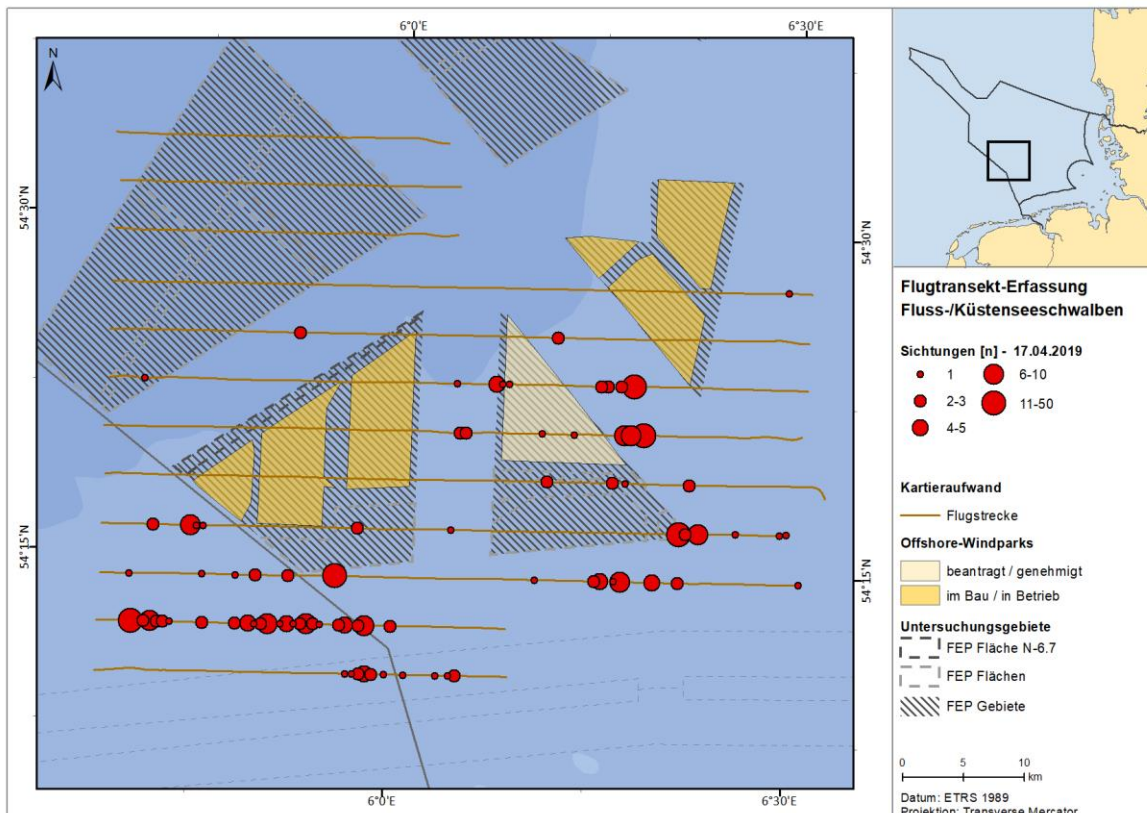 6°0'E
6°30'E
N
54°30'N
54°30'N
54°15'N
54°15'N
6°0'E
6°30'E
Flugtransekt-Erfassung
Fluss-/Küstenseeschwalben
Sichtungen [n] - 17.04.2019
1
6-10
2-3
11-50
4-5
Kartieraufwand
Flugstrecke
Offshore-Windparks
beantragt / genehmigt
im Bau / in Betrieb
Untersuchungsgebiete
FEP Fläche N-6.7
FEP Flächen
FEP Gebiete
0 5 10
km
Datum: ETRS 1989
Projektion: Transverse Mercator